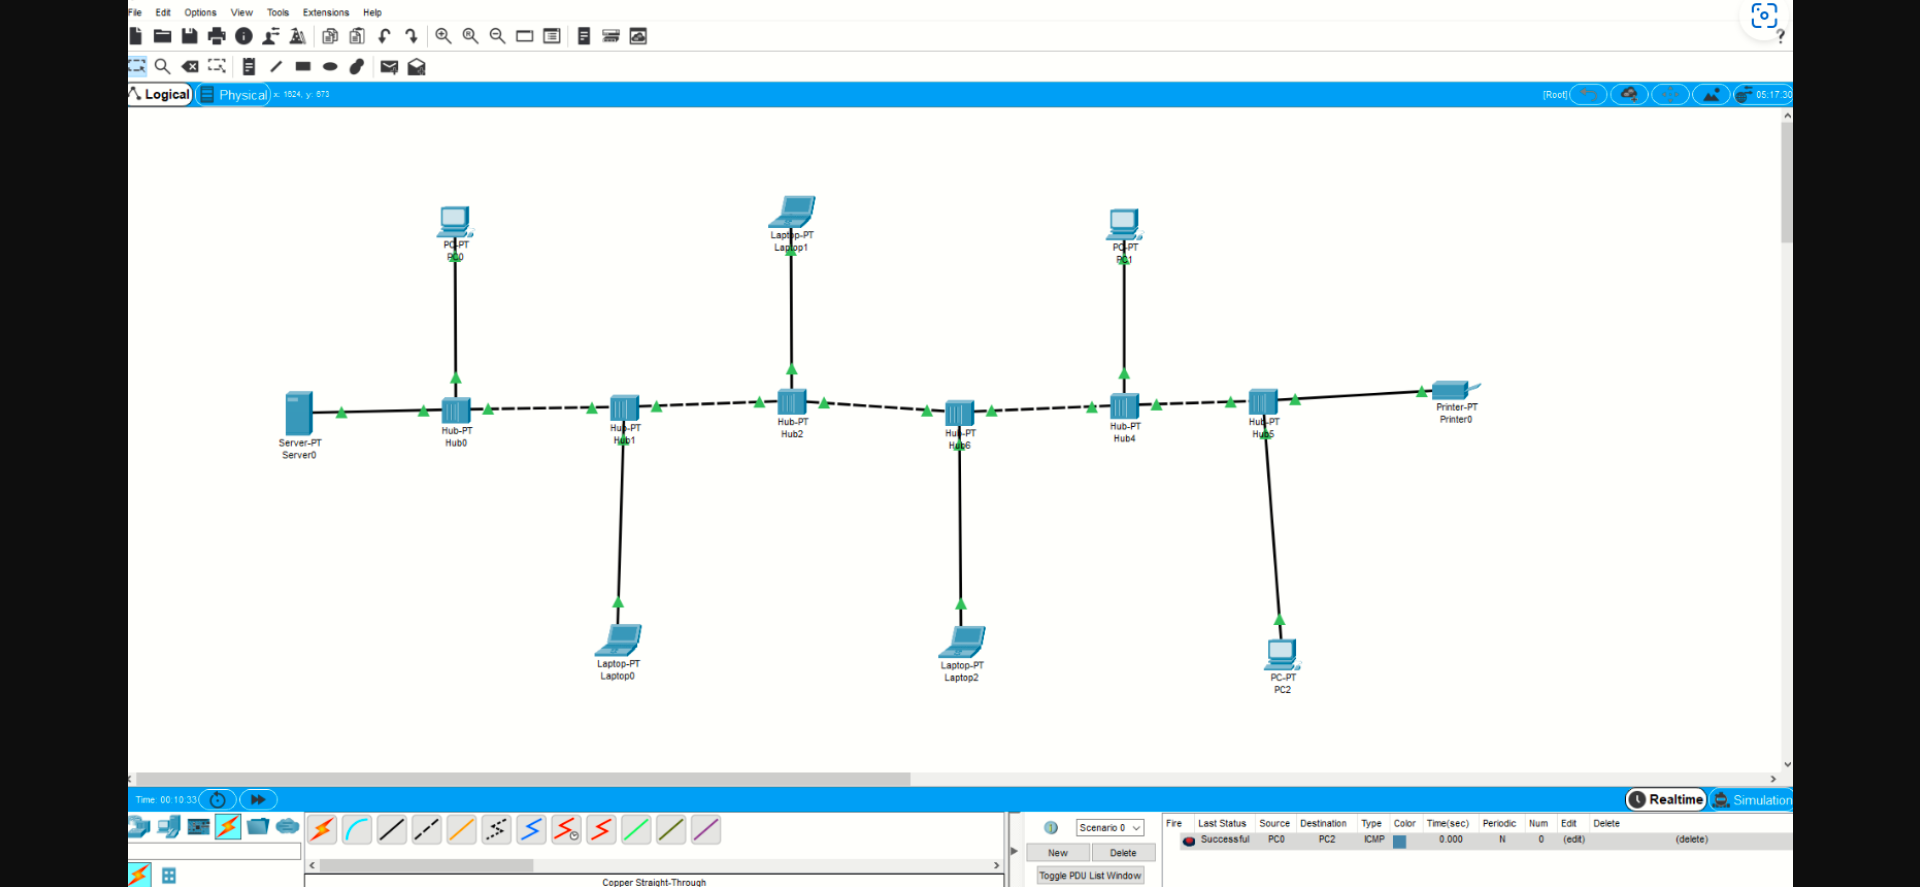 File Edit Options View Tools Extensions Help
?
Logical Physical x: 1624, y: 673 [Root] 05:17:30
PC-PT
PC0
Laptop-PT
Laptop1
PC-PT
PC1
Server-PT
Server0
Hub-PT
Hub0
Hub-PT
Hub1
Hub-PT
Hub2
Hub-PT
Hub6
Hub-PT
Hub4
Hub-PT
Hub5
Printer-PT
Printer0
Laptop-PT
Laptop0
Laptop-PT
Laptop2
PC-PT
PC2
Time: 00:10:33 Realtime Simulation
Scenario 0
New Delete
Toggle PDU List Window
Fire Last Status Source Destination Type Color Time(sec) Periodic Num Edit Delete
Successful PC0 PC2 ICMP 0.000 N 0 (edit) (delete)
Copper Straight-Through